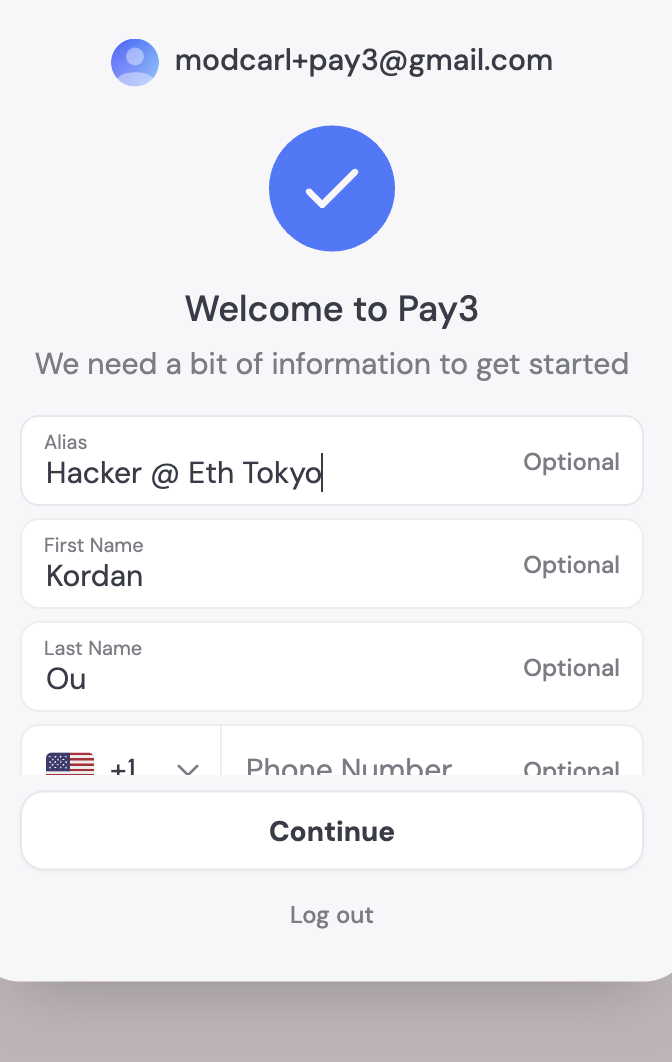 modcarl+pay3@gmail.com
Welcome to Pay3
We need a bit of information to get started
Alias
Hacker @ Eth Tokyo
Optional
First Name
Kordan
Optional
Last Name
Ou
Optional
+1
Phone Number
Optional
Continue
Log out